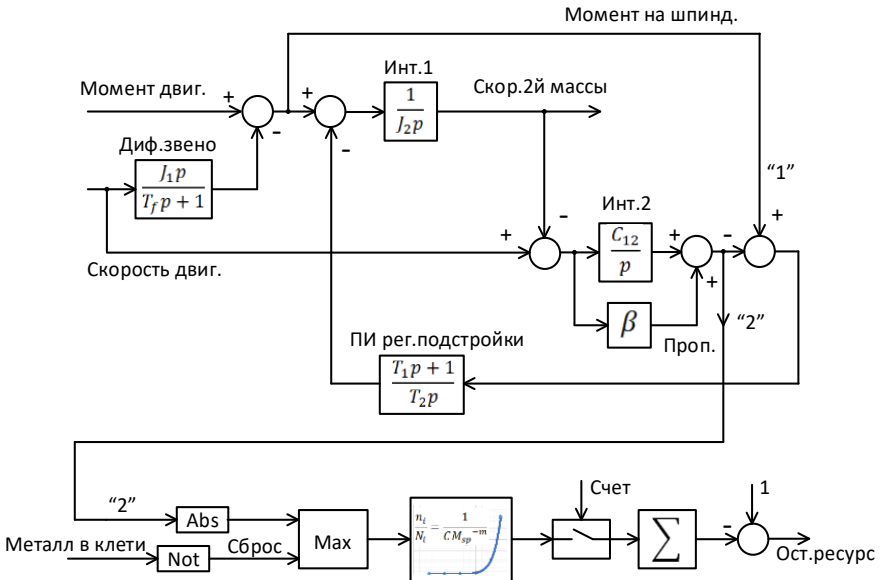 Момент на шпинд.
Инт.1
Момент двиг.
+
+
1
J₂p
Скор.2й массы
-
-
Диф.звено
J₁p
T_f p + 1
"1"
Инт.2
-
+
+
C₁₂
p
+
-
+
Скорость двиг.
β
"2"
Проп.
ПИ рег.подстройки
T₁p + 1
T₂p
"2"
Abs
Счет
1
Металл в клети
Not
Сброс
Max
nᵢ/Nᵢ = 1/(CM_sp^-m)
∑
-
Ост.ресурс